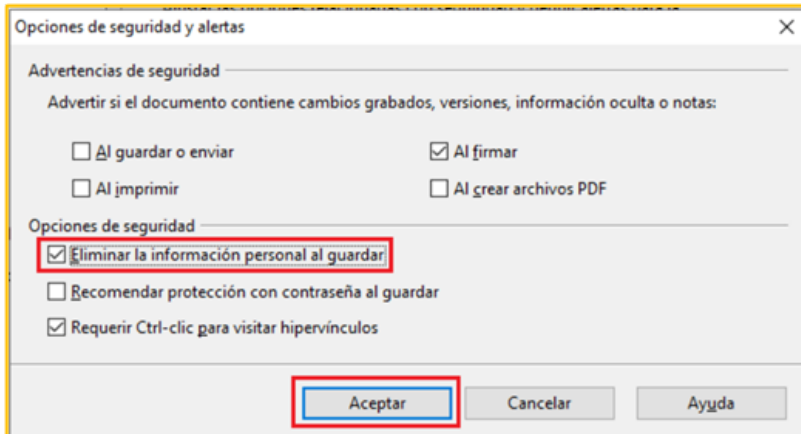 Opciones de seguridad y alertas
Advertencias de seguridad
Advertir si el documento contiene cambios grabados, versiones, información oculta o notas:
Al guardar o enviar
Al firmar
Al imprimir
Al crear archivos PDF
Opciones de seguridad
Eliminar la información personal al guardar
Recomendar protección con contraseña al guardar
Requerir Ctrl-clic para visitar hipervínculos
Aceptar Cancelar Ayuda